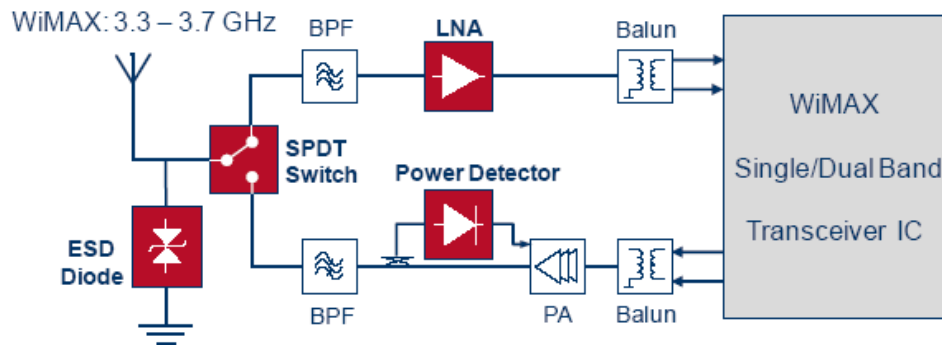 WiMAX: 3.3 – 3.7 GHz
BPF
LNA
Balun
SPDT
Switch
Power Detector
WiMAX
Single/Dual Band
Transceiver IC
ESD
Diode
BPF
PA
Balun